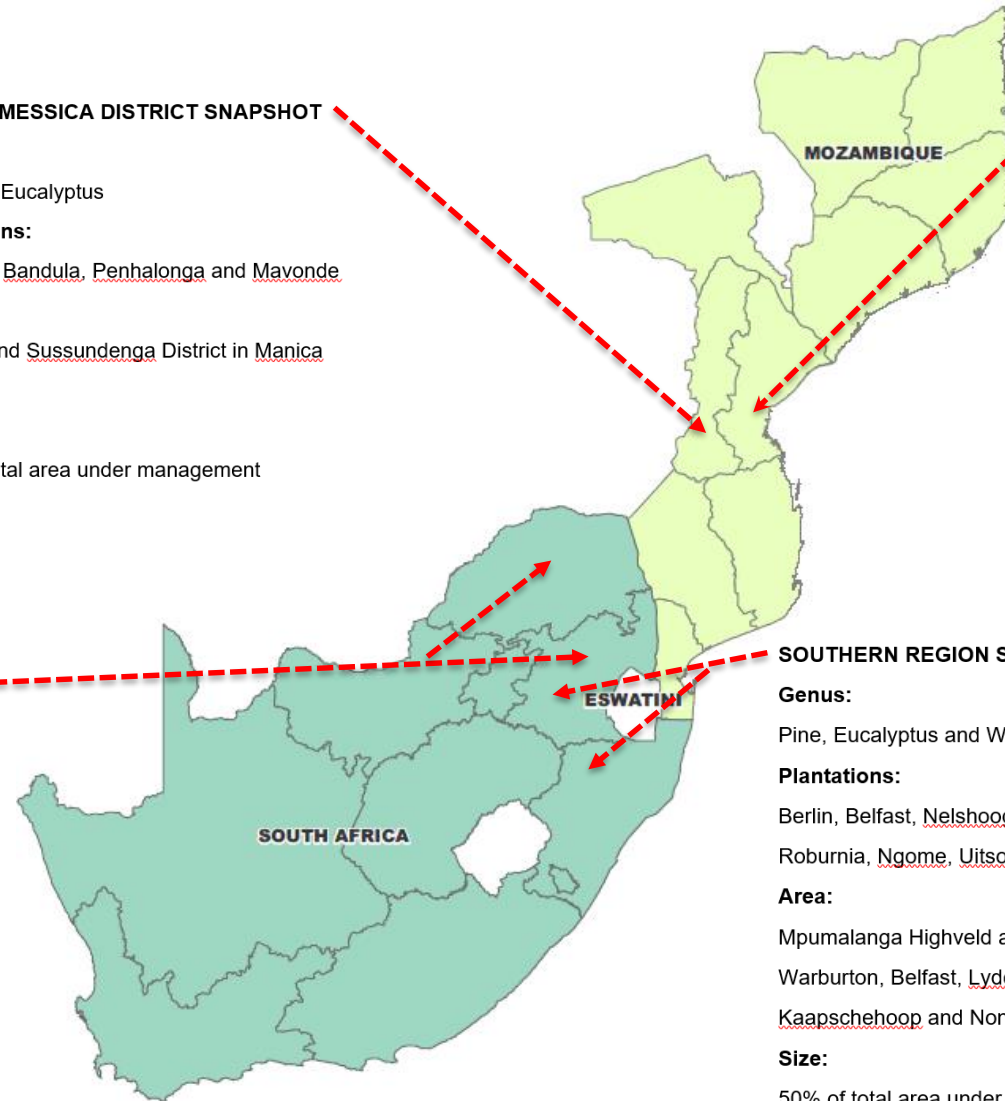 MESSICA DISTRICT SNAPSHOT
Eucalyptus
ns:
Bandula, Penhalonga and Mavonde
nd Sussundenga District in Manica
tal area under management
MOZAMBIQUE
ESWATINI
SOUTH AFRICA
SOUTHERN REGION S
Genus:
Pine, Eucalyptus and W
Plantations:
Berlin, Belfast, Nelshoo
Roburnia, Ngome, Uitso
Area:
Mpumalanga Highveld a
Warburton, Belfast, Lyd
Kaapschehoop and Non
Size:
50% of total area under